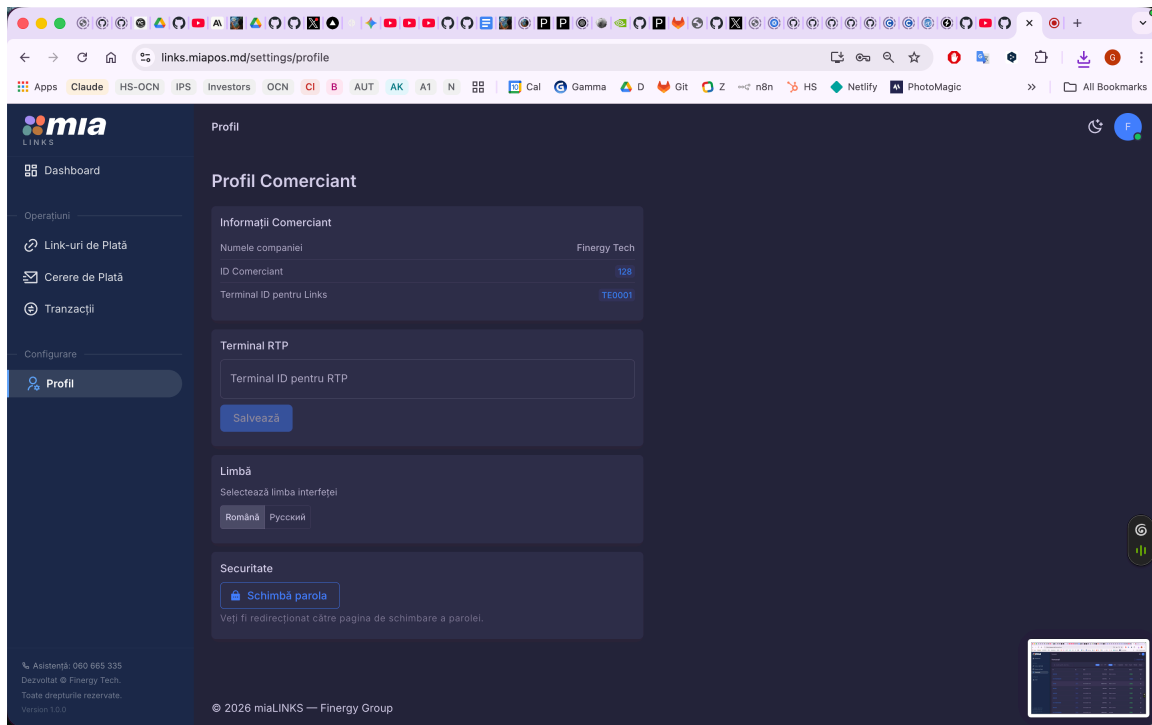 links.miapos.md/settings/profile
G
Apps
Claude
HS-OCN
IPS
Investors
OCN
CI
B
AUT
AK
A1
N
Cal
Gamma
D
Git
Z
n8n
HS
Netlify
PhotoMagic
All Bookmarks
mia
LINKS
Profil
F
Dashboard
Operațiuni
Link-uri de Plată
Cerere de Plată
Tranzacții
Configurare
Profil
Profil Comerciant
Informații Comerciant
Numele companiei Finergy Tech
ID Comerciant 128
Terminal ID pentru Links TE0001
Terminal RTP
Terminal ID pentru RTP
Salvează
Limbă
Selectează limba interfeței
Română Русский
Securitate
Schimbă parola
Veți fi redirecționat către pagina de schimbare a parolei.
Asistență: 060 665 335
Dezvoltat © Finergy Tech.
Toate drepturile rezervate.
Version 1.0.0
© 2026 miaLINKS — Finergy Group